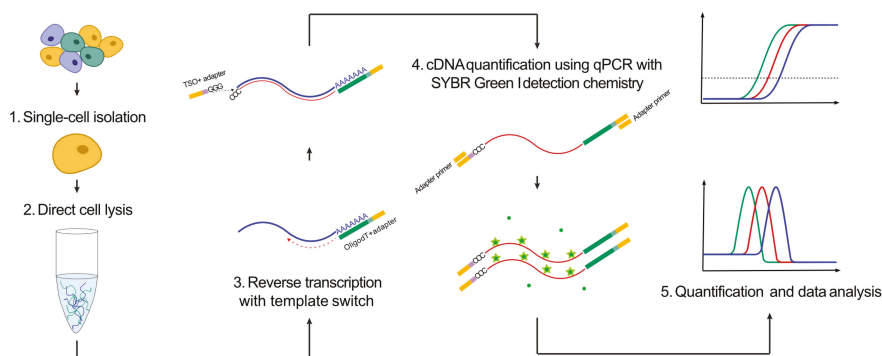 1. Single-cell isolation
2. Direct cell lysis
TSO+ adapter
GGG
CCC
AAAAAAA
AAAAAAA
OligodT+adapter
3. Reverse transcription
with template switch
4. cDNA quantification using qPCR with
SYBR Green I detection chemistry
Adapter primer
CCC
Adapter primer
CCC
CCC
5. Quantification and data analysis